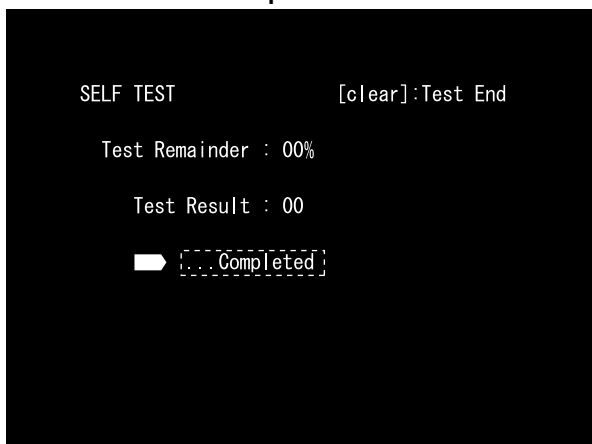 SELF TEST [clear]:Test End
Test Remainder : 00%
Test Result : 00
...Completed